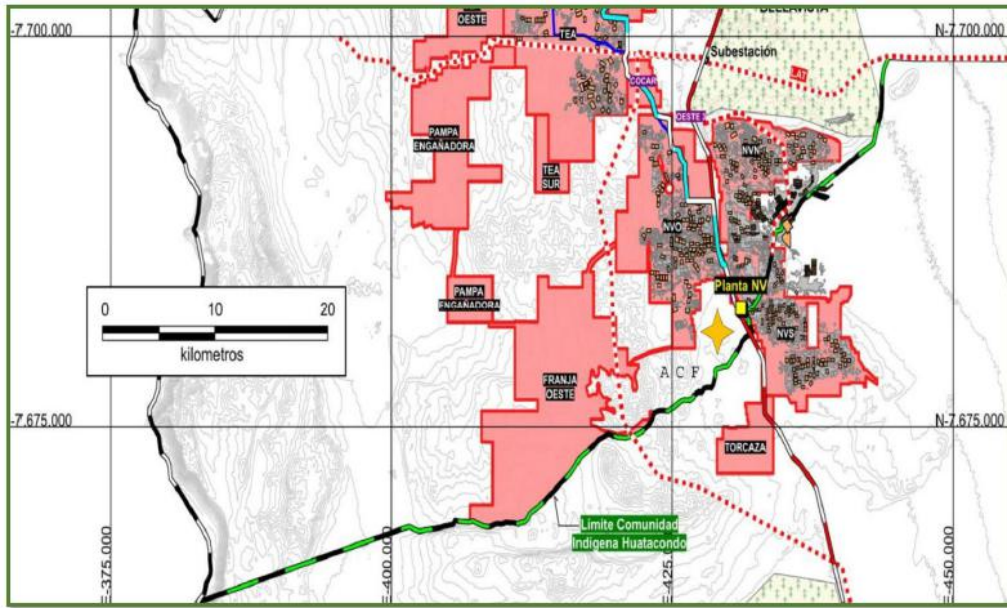 BELLAVISTA
OESTE
TEA
-7.700.000
N-7.700.000
Subestación
LAT
COCAR
OESTE 3
PAMPA
ENGAÑADORA
NVN
TEA
SUR
NVO
Planta NV
PAMPA
ENGAÑADORA
0 10 20
kilometros
NVS
A C F
FRANJA
OESTE
-7.675.000
N-7.675.000
TORCAZA
Limite Comunidad
Indigena Huatacondo
-375.000
-400.000
-425.000
-450.000